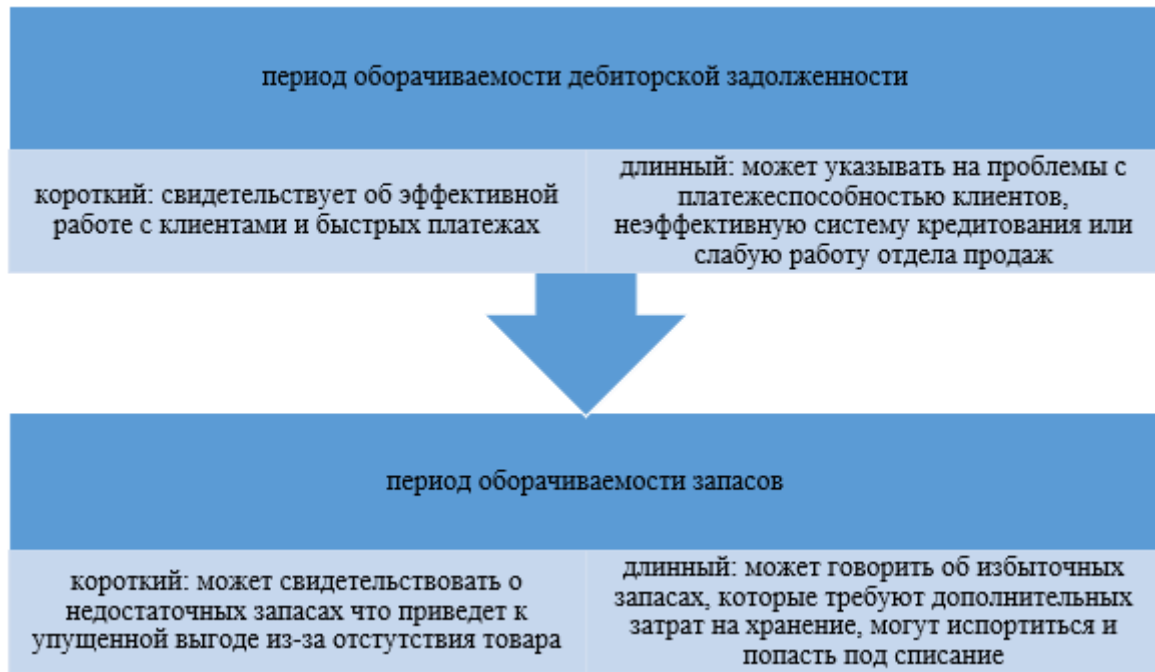 период оборачиваемости дебиторской задолженности
короткий: свидетельствует об эффективной
работе с клиентами и быстрых платежах
длинный: может указывать на проблемы с
платежеспособностью клиентов,
неэффективную систему кредитования или
слабую работу отдела продаж
период оборачиваемости запасов
короткий: может свидетельствовать о
недостаточных запасах что приведет к
упущенной выгоде из-за отстутствия товара
длинный: может говорить об избыточных
запасах, которые требуют дополнительных
затрат на хранение, могут испортиться и
попасть под списание